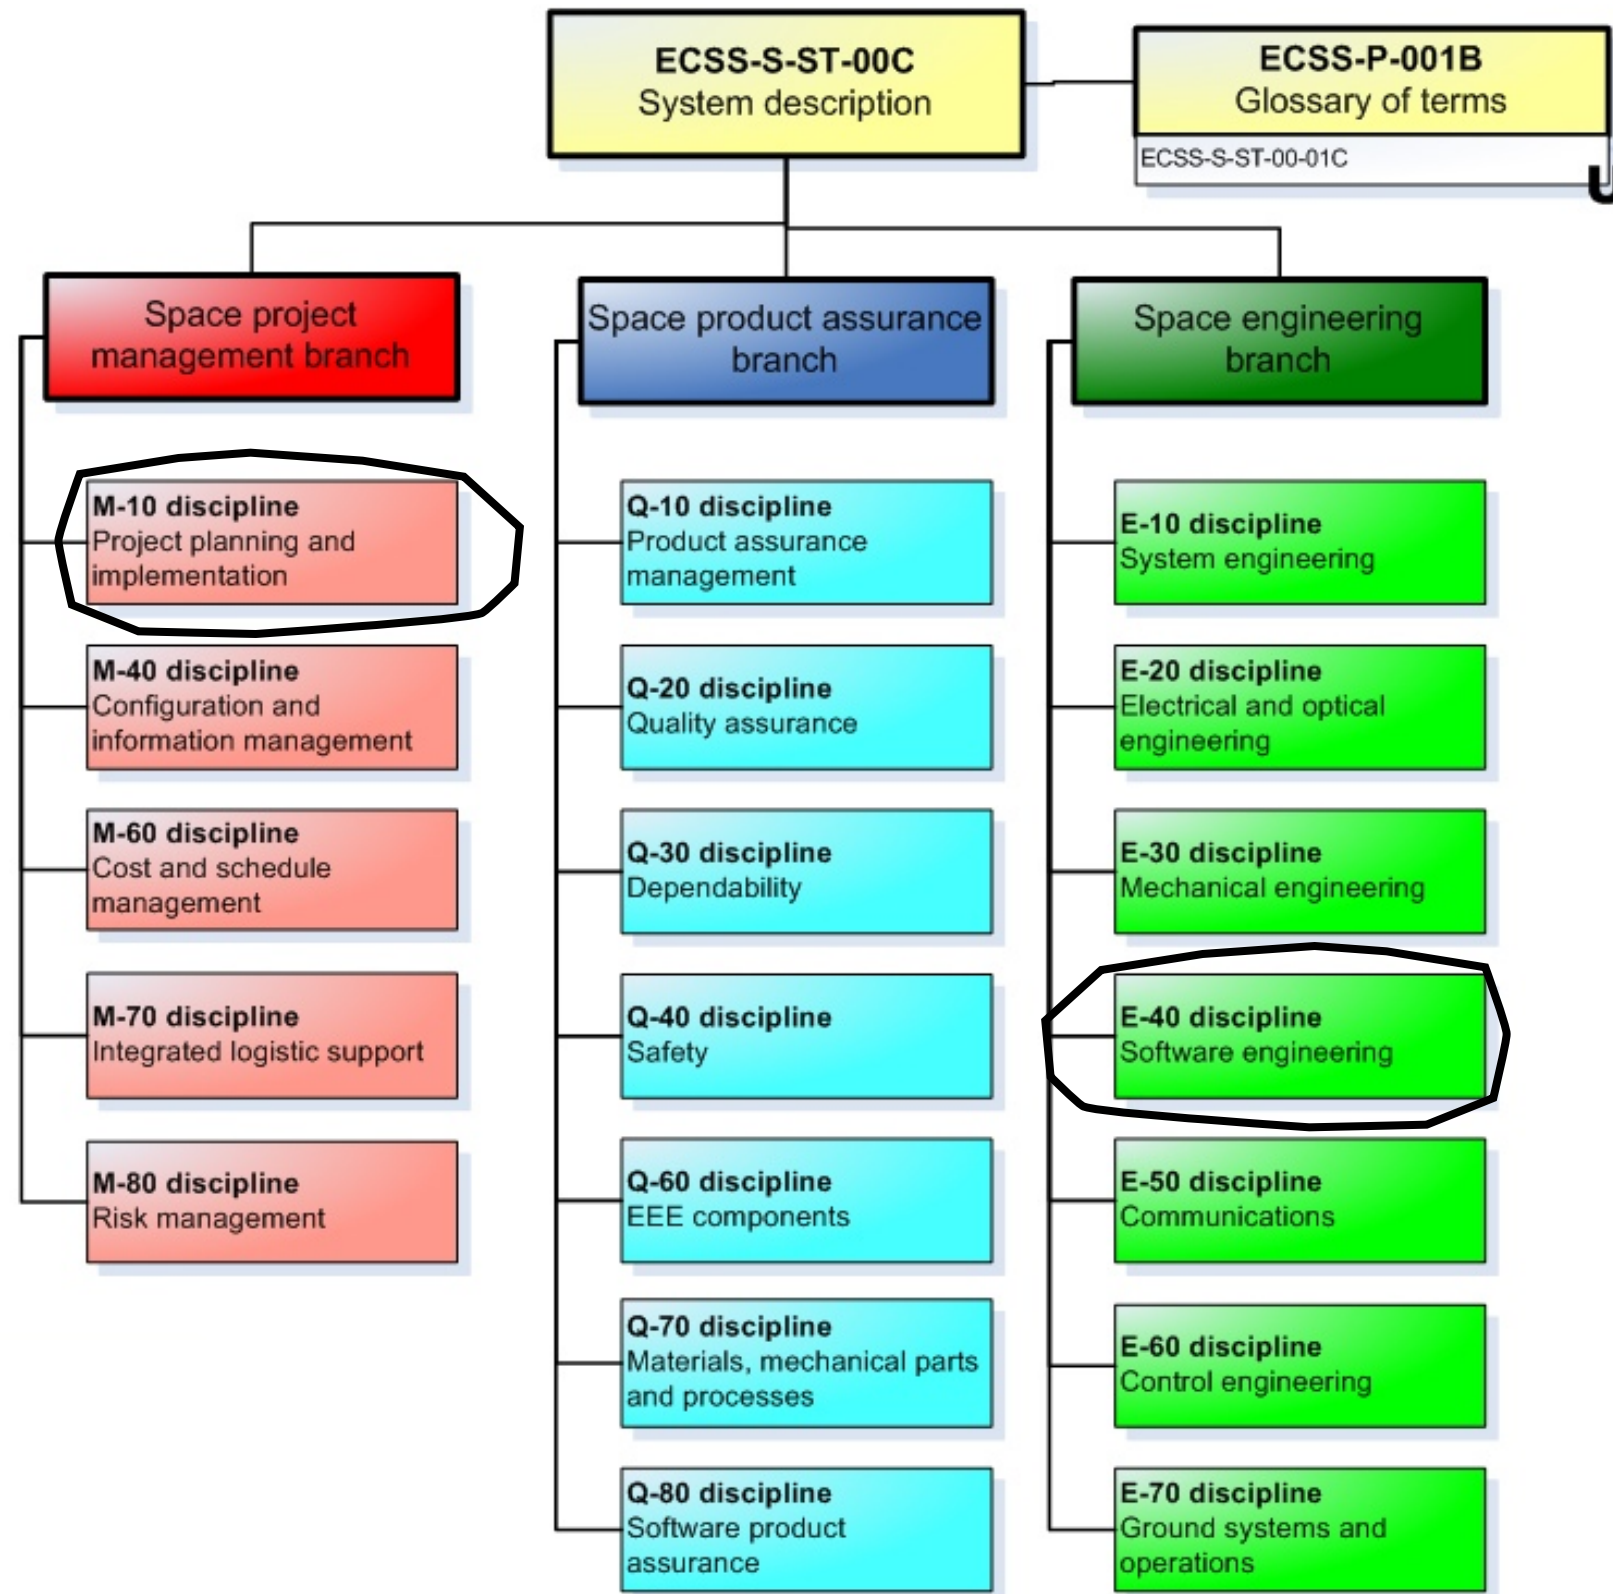 ECSS-S-ST-00C
System description
ECSS-P-001B
Glossary of terms
ECSS-S-ST-00-01C
Space project
management branch
M-10 discipline
Project planning and
implementation
M-40 discipline
Configuration and
information management
M-60 discipline
Cost and schedule
management
M-70 discipline
Integrated logistic support
M-80 discipline
Risk management
Space product assurance
branch
Q-10 discipline
Product assurance
management
Q-20 discipline
Quality assurance
Q-30 discipline
Dependability
Q-40 discipline
Safety
Q-60 discipline
EEE components
Q-70 discipline
Materials, mechanical parts
and processes
Q-80 discipline
Software product
assurance
Space engineering
branch
E-10 discipline
System engineering
E-20 discipline
Electrical and optical
engineering
E-30 discipline
Mechanical engineering
E-40 discipline
Software engineering
E-50 discipline
Communications
E-60 discipline
Control engineering
E-70 discipline
Ground systems and
operations